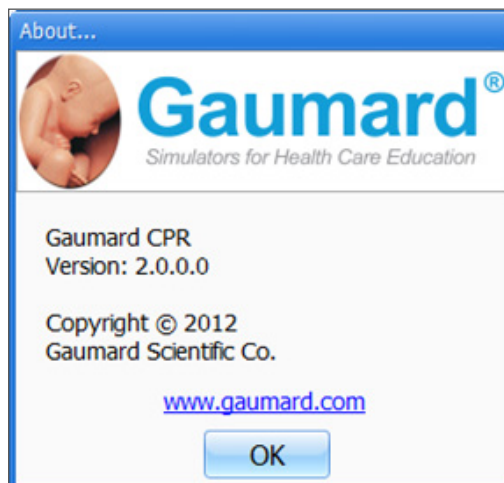 About...
Gaumard®
Simulators for Health Care Education
Gaumard CPR
Version: 2.0.0.0
Copyright © 2012
Gaumard Scientific Co.
www.gaumard.com
OK